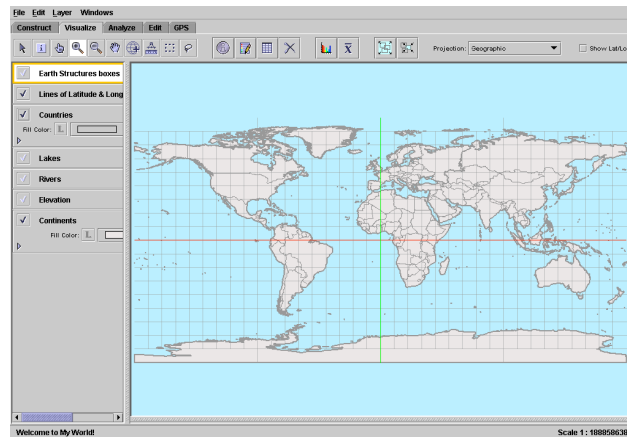 File Edit Layer Windows
Construct Visualize Analyze Edit GPS
Projection: Geographic Show Lat/Lo
Earth Structures boxes
Lines of Latitude & Long
Countries
Fill Color: L
Lakes
Rivers
Elevation
Continents
Fill Color: L
Welcome to My World! Scale 1 : 188858638